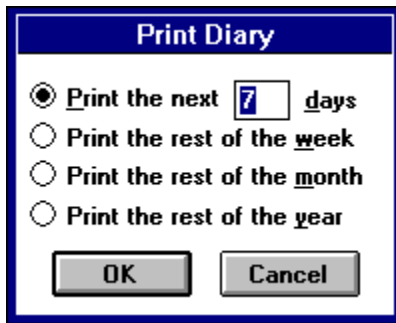 Print Diary
Print the next 7 days
Print the rest of the week
Print the rest of the month
Print the rest of the year
OK Cancel